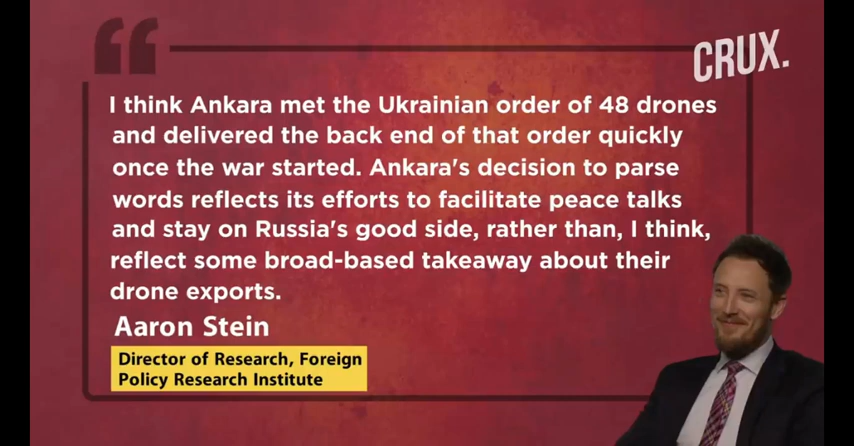 CRUX.
I think Ankara met the Ukrainian order of 48 drones
and delivered the back end of that order quickly
once the war started. Ankara's decision to parse
words reflects its efforts to facilitate peace talks
and stay on Russia's good side, rather than, I think,
reflect some broad-based takeaway about their
drone exports.
Aaron Stein
Director of Research, Foreign
Policy Research Institute